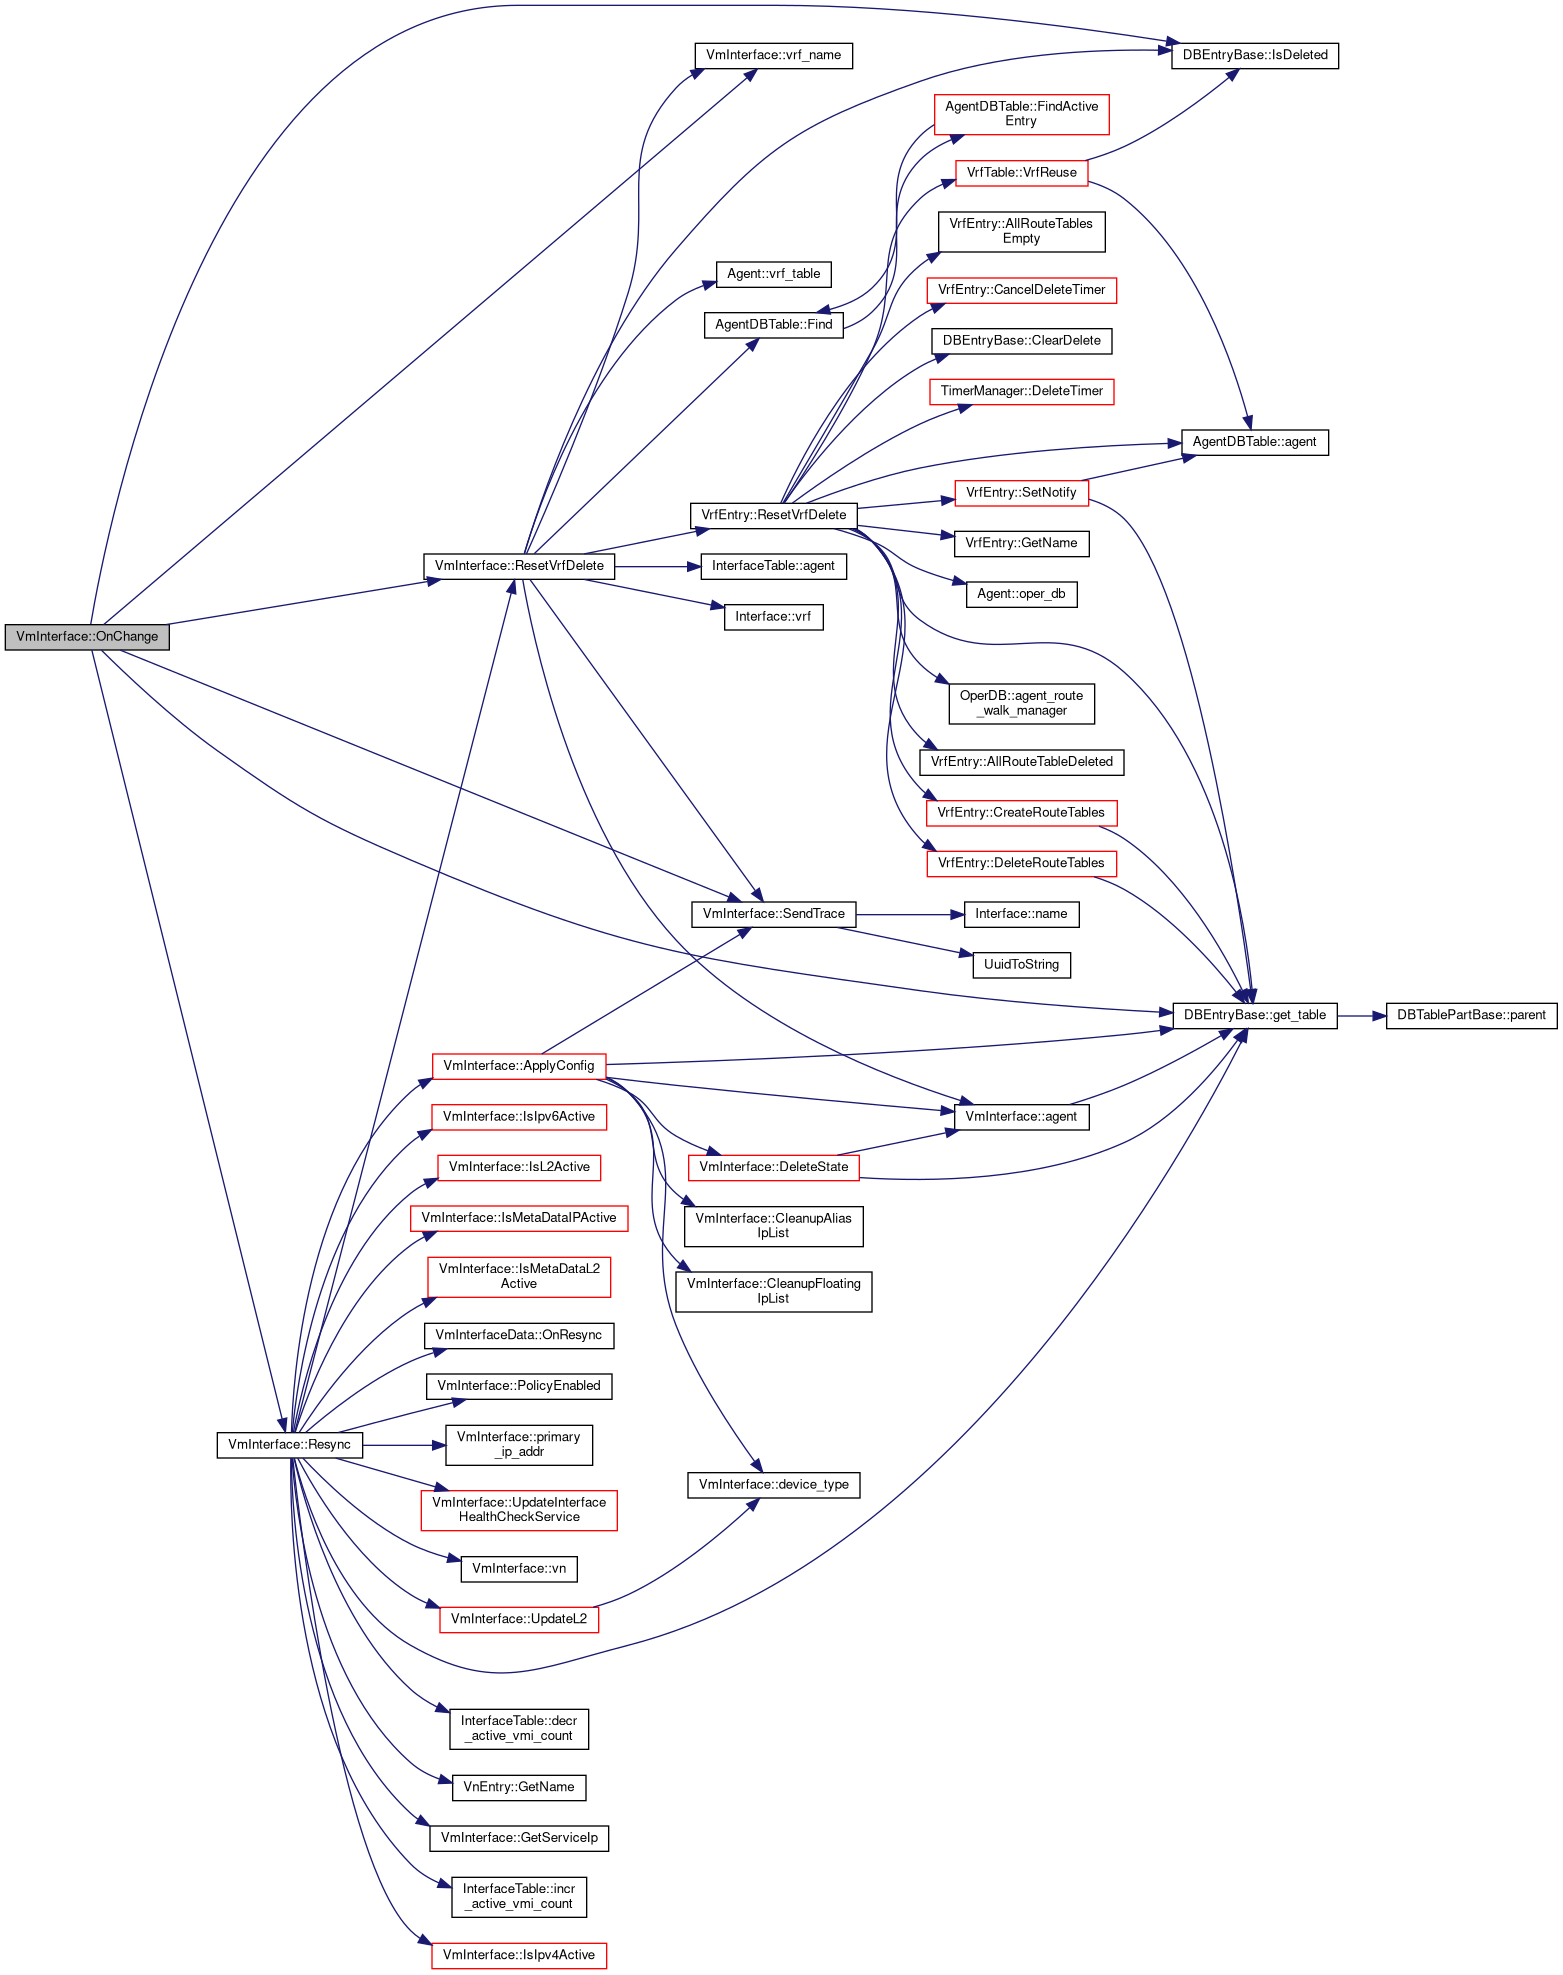 VmInterface::OnChange
VmInterface::vrf_name
DBEntryBase::IsDeleted
AgentDBTable::FindActive
Entry
VrfTable::VrfReuse
VrfEntry::AllRouteTables
Empty
Agent::vrf_table
VrfEntry::CancelDeleteTimer
AgentDBTable::Find
DBEntryBase::ClearDelete
TimerManager::DeleteTimer
AgentDBTable::agent
VrfEntry::SetNotify
VrfEntry::ResetVrfDelete
VrfEntry::GetName
VmInterface::ResetVrfDelete
InterfaceTable::agent
Agent::oper_db
Interface::vrf
OperDB::agent_route
_walk_manager
VrfEntry::AllRouteTableDeleted
VrfEntry::CreateRouteTables
VrfEntry::DeleteRouteTables
VmInterface::SendTrace
Interface::name
UuidToString
DBEntryBase::get_table
DBTablePartBase::parent
VmInterface::ApplyConfig
VmInterface::IsIpv6Active
VmInterface::agent
VmInterface::IsL2Active
VmInterface::DeleteState
VmInterface::IsMetaDataIPActive
VmInterface::CleanupAlias
IpList
VmInterface::IsMetaDataL2
Active
VmInterface::CleanupFloating
IpList
VmInterfaceData::OnResync
VmInterface::PolicyEnabled
VmInterface::Resync
VmInterface::primary
_ip_addr
VmInterface::device_type
VmInterface::UpdateInterface
HealthCheckService
VmInterface::vn
VmInterface::UpdateL2
InterfaceTable::decr
_active_vmi_count
VnEntry::GetName
VmInterface::GetServiceIp
InterfaceTable::incr
_active_vmi_count
VmInterface::IsIpv4Active